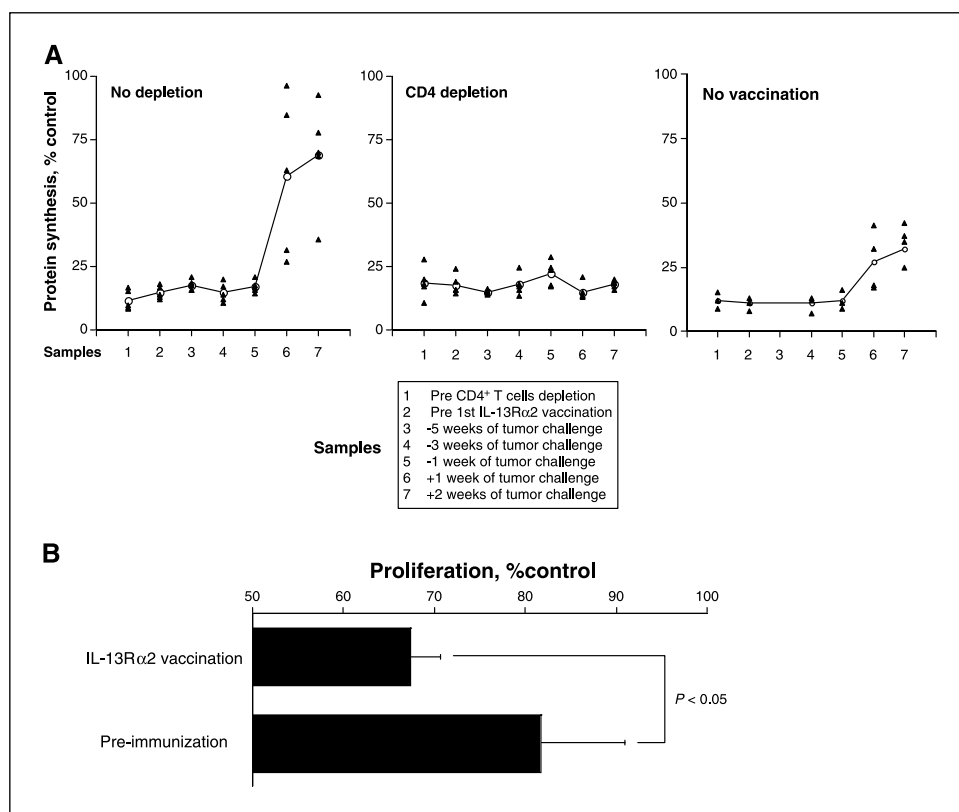 A
No depletion
CD4 depletion
No vaccination
Protein synthesis, % control
100
75
50
25
0
100
75
50
25
0
100
75
50
25
0
Samples 1 2 3 4 5 6 7
1 2 3 4 5 6 7
1 2 3 4 5 6 7
Samples
1 Pre CD4⁺ T cells depletion
2 Pre 1st IL-13Rα2 vaccination
3 -5 weeks of tumor challenge
4 -3 weeks of tumor challenge
5 -1 week of tumor challenge
6 +1 week of tumor challenge
7 +2 weeks of tumor challenge
B
Proliferation, %control
50 60 70 80 90 100
IL-13Rα2 vaccination
P < 0.05
Pre-immunization